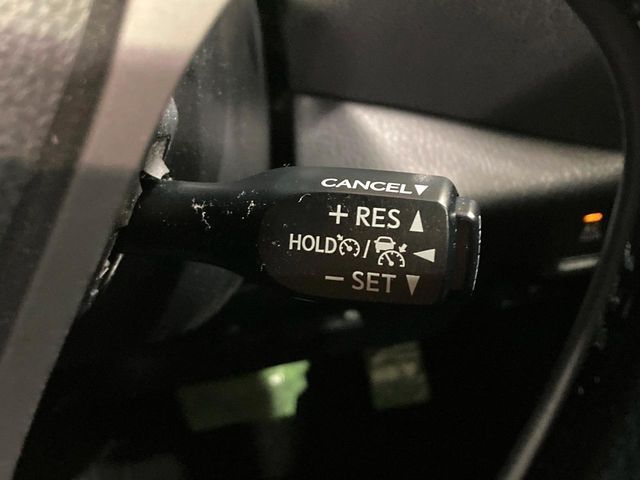 CANCEL ▼
+ RES ▲
HOLD / ◀
− SET ▼